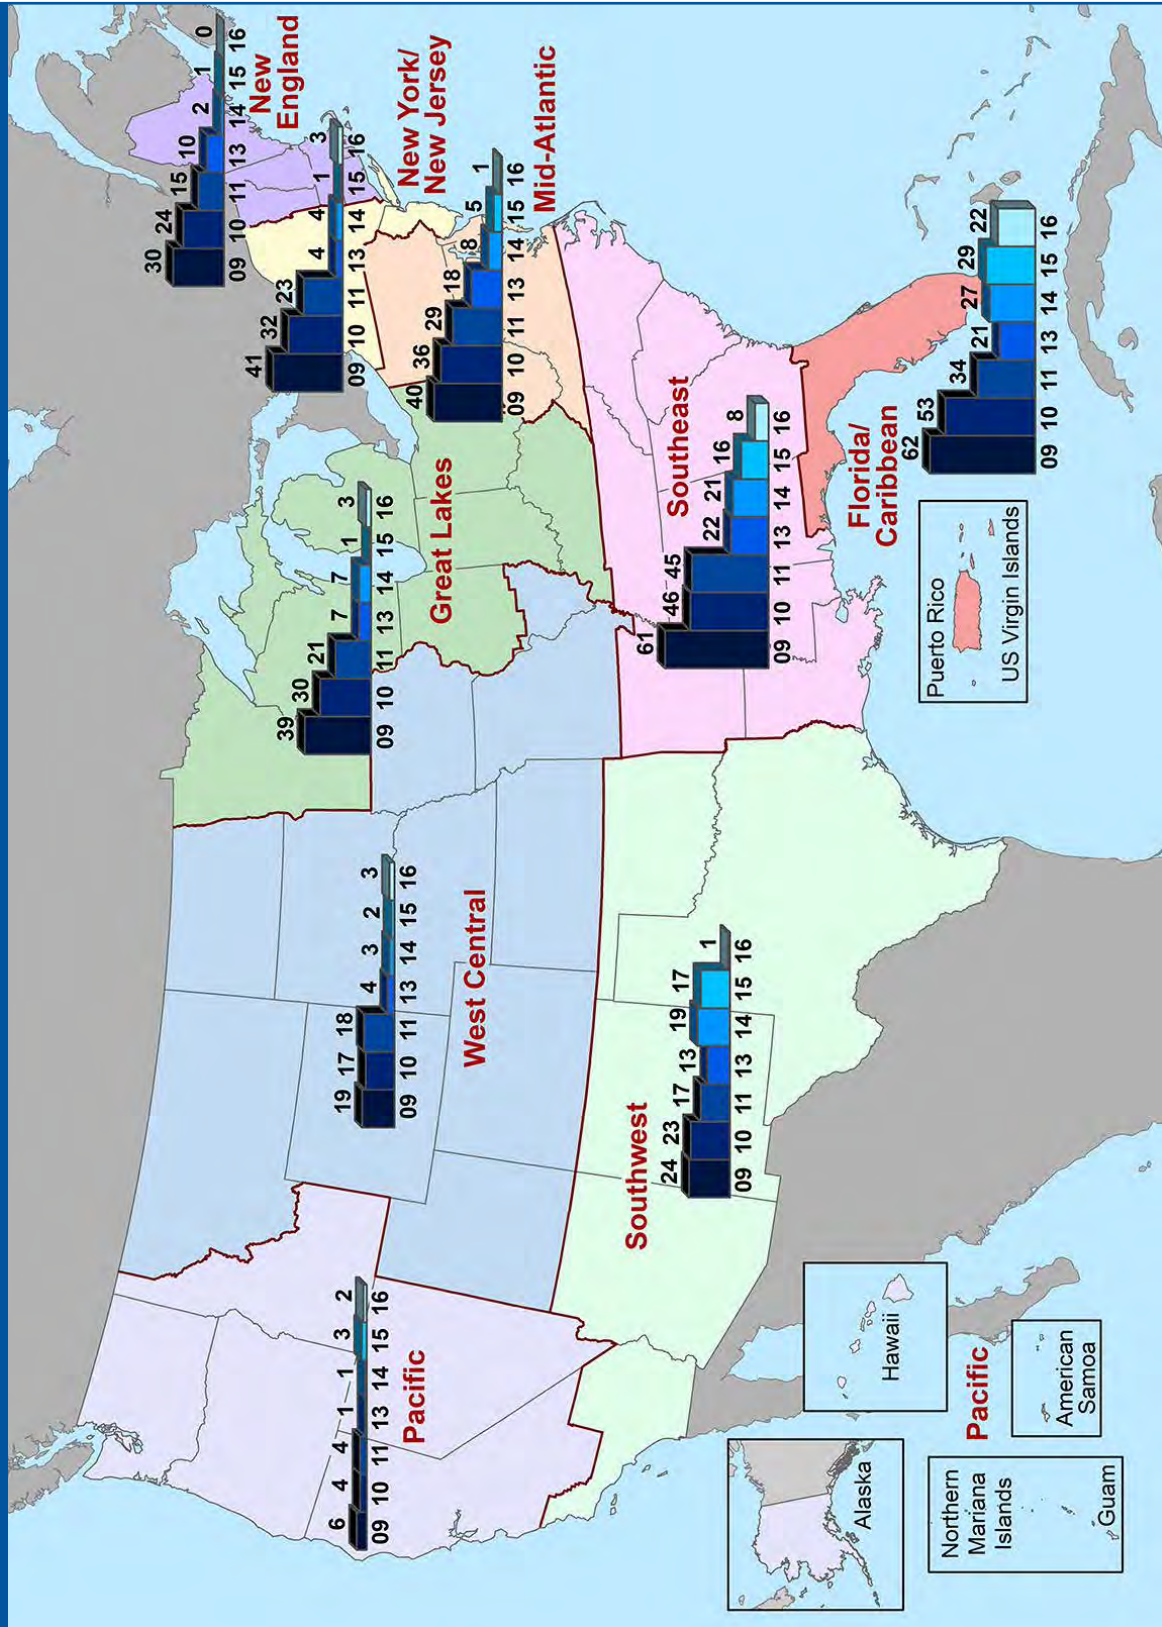 30 24 15 10 2 1 0
09 10 11 13 14 15 16
New
England
41 32 23 4 4 1 3
09 10 11 13 14 15 16
New York/
New Jersey
40 36 29 18 8 5 1
09 10 11 13 14 15 16
Mid-Atlantic
39 30 21 7 7 1 3
09 10 11 13 14 15 16
Great Lakes
19 17 18 4 3 2 3
09 10 11 13 14 15 16
West Central
6 4 4 1 1 3 2
09 10 11 13 14 15 16
Pacific
Southwest
24 23 17 13 19 17 1
09 10 11 13 14 15 16
Southeast
61 46 45 22 21 16 8
09 10 11 13 14 15 16
Florida/
Caribbean
62 53 34 21 27 29 22
09 10 11 13 14 15 16
Puerto Rico
US Virgin Islands
Alaska
Hawaii
Pacific
Northern
Mariana
Islands
Guam
American
Samoa